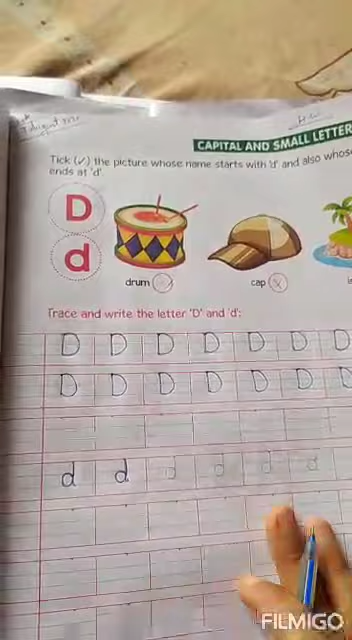 H.W
CAPITAL AND SMALL LETTER
Tick (✓) the picture whose name starts with 'd' and also whos
ends at 'd'.
D
d
drum cap
Trace and write the letter 'D' and 'd':
D D D D D D D
D D D D D D D
d d d d d d
FILMIGO